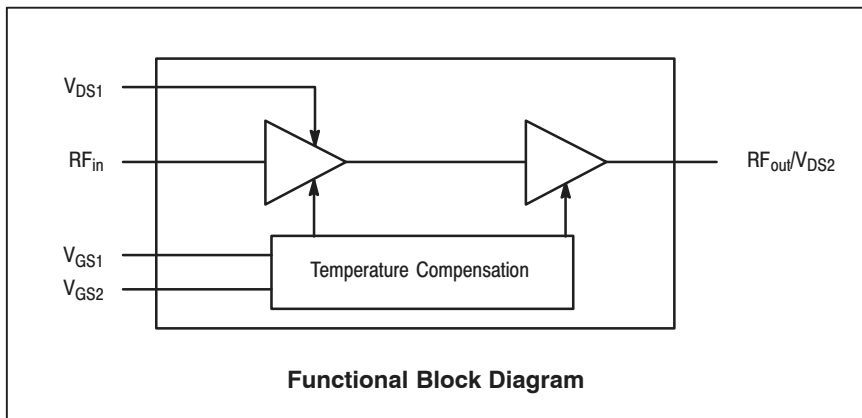 V_DS1
RF_in
RF_out/V_DS2
V_GS1
V_GS2
Temperature Compensation
Functional Block Diagram